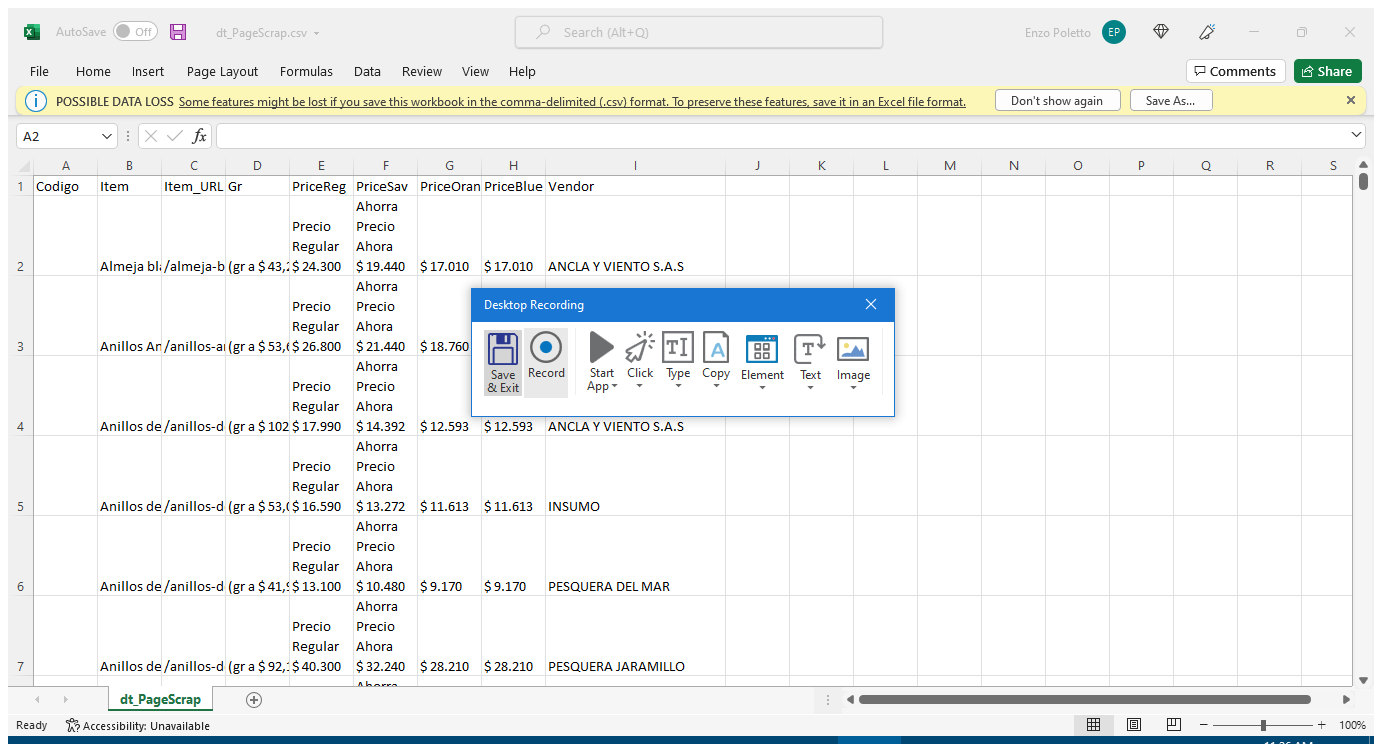 AutoSave Off dt_PageScrap.csv Search (Alt+Q) Enzo Poletto EP
File Home Insert Page Layout Formulas Data Review View Help Comments Share
POSSIBLE DATA LOSS Some features might be lost if you save this workbook in the comma-delimited (.csv) format. To preserve these features, save it in an Excel file format. Don't show again Save As...
A2 fx
A B C D E F G H I J K L M N O P Q R S
1 Codigo Item Item_URL Gr PriceReg PriceSav PriceOran PriceBlue Vendor
Ahorra
Precio Precio
Regular Ahora
2 Almeja bl /almeja-b (gr a $ 43, $ 24.300 $ 19.440 $ 17.010 $ 17.010 ANCLA Y VIENTO S.A.S
Ahorra
Precio Precio
Regular Ahora
3 Anillos An /anillos-a (gr a $ 53, $ 26.800 $ 21.440 $ 18.760
Ahorra
Precio Precio
Regular Ahora
4 Anillos de /anillos-d (gr a $ 102 $ 17.990 $ 14.392 $ 12.593 $ 12.593 ANCLA Y VIENTO S.A.S
Ahorra
Precio Precio
Regular Ahora
5 Anillos de /anillos-d (gr a $ 53, $ 16.590 $ 13.272 $ 11.613 $ 11.613 INSUMO
Ahorra
Precio Precio
Regular Ahora
6 Anillos de /anillos-d (gr a $ 41, $ 13.100 $ 10.480 $ 9.170 $ 9.170 PESQUERA DEL MAR
Ahorra
Precio Precio
Regular Ahora
7 Anillos de /anillos-d (gr a $ 92, $ 40.300 $ 32.240 $ 28.210 $ 28.210 PESQUERA JARAMILLO
Desktop Recording
Save & Exit
Record
Start App
Click
Type
Copy
Element
Text
Image
dt_PageScrap
Ready Accessibility: Unavailable 100%